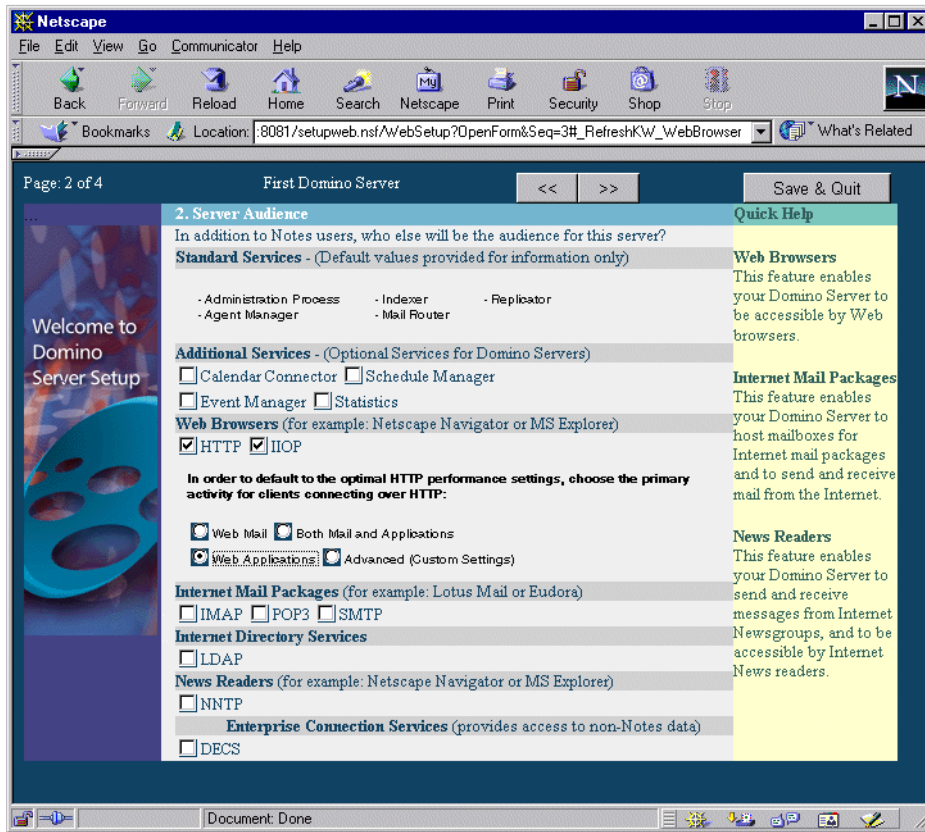 Netscape
File Edit View Go Communicator Help
My
Back Forward Reload Home Search Netscape Print Security Shop Stop
N
Bookmarks Location: :8081/setupweb.nsf/WebSetup?OpenForm&Seq=3#_RefreshKW_WebBrowser What's Related
Page: 2 of 4 First Domino Server << >> Save & Quit
...
Welcome to
Domino
Server Setup
2. Server Audience
In addition to Notes users, who else will be the audience for this server?
Standard Services - (Default values provided for information only)
- Administration Process - Indexer - Replicator
- Agent Manager - Mail Router
Additional Services - (Optional Services for Domino Servers)
Calendar Connector Schedule Manager
Event Manager Statistics
Web Browsers (for example: Netscape Navigator or MS Explorer)
HTTP IIOP
In order to default to the optimal HTTP performance settings, choose the primary
activity for clients connecting over HTTP:
Web Mail Both Mail and Applications
Web Applications Advanced (Custom Settings)
Internet Mail Packages (for example: Lotus Mail or Eudora)
IMAP POP3 SMTP
Internet Directory Services
LDAP
News Readers (for example: Netscape Navigator or MS Explorer)
NNTP
Enterprise Connection Services (provides access to non-Notes data)
DECS
Quick Help
Web Browsers
This feature enables
your Domino Server to
be accessible by Web
browsers.
Internet Mail Packages
This feature enables
your Domino Server to
host mailboxes for
Internet mail packages
and to send and receive
mail from the Internet.
News Readers
This feature enables
your Domino Server to
send and receive
messages from Internet
Newsgroups, and to be
accessible by Internet
News readers.
Document: Done